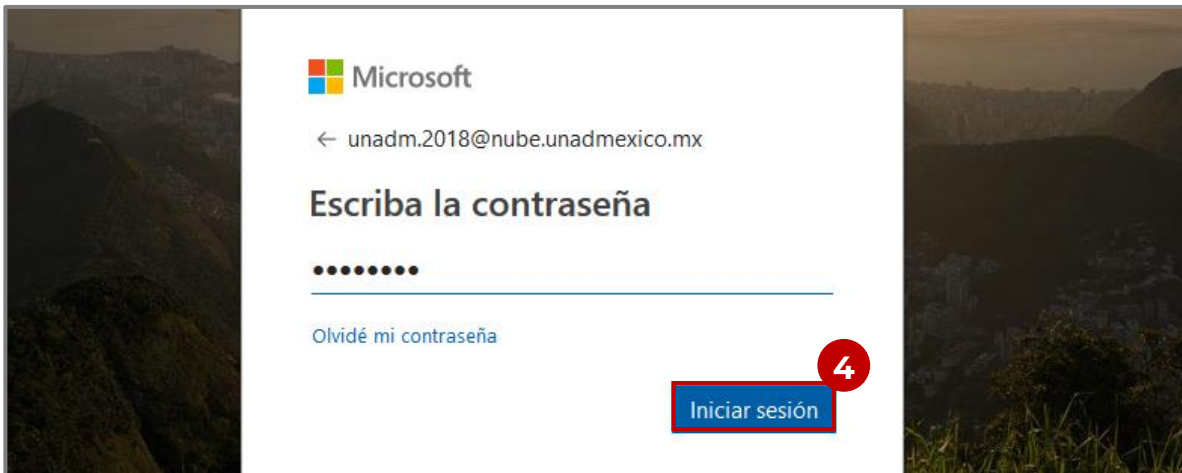 Microsoft
← unadm.2018@nube.unadmexico.mx
Escriba la contraseña
••••••••
Olvidé mi contraseña
4
Iniciar sesión